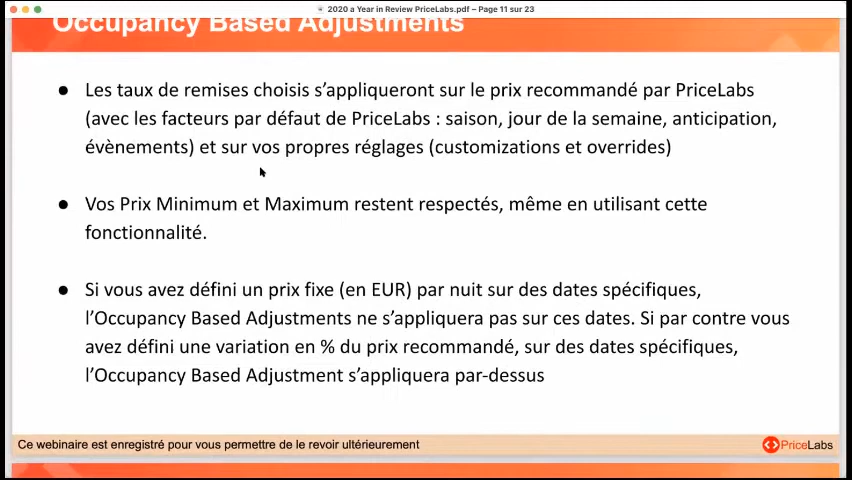 2020 a Year in Review PriceLabs.pdf – Page 11 sur 23
Occupancy Based Adjustments
● Les taux de remises choisis s’appliqueront sur le prix recommandé par PriceLabs
(avec les facteurs par défaut de PriceLabs : saison, jour de la semaine, anticipation,
évènements) et sur vos propres réglages (customizations et overrides)
● Vos Prix Minimum et Maximum restent respectés, même en utilisant cette
fonctionnalité.
● Si vous avez défini un prix fixe (en EUR) par nuit sur des dates spécifiques,
l’Occupancy Based Adjustments ne s’appliquera pas sur ces dates. Si par contre vous
avez défini une variation en % du prix recommandé, sur des dates spécifiques,
l’Occupancy Based Adjustment s’appliquera par-dessus
Ce webinaire est enregistré pour vous permettre de le revoir ultérieurement
PriceLabs